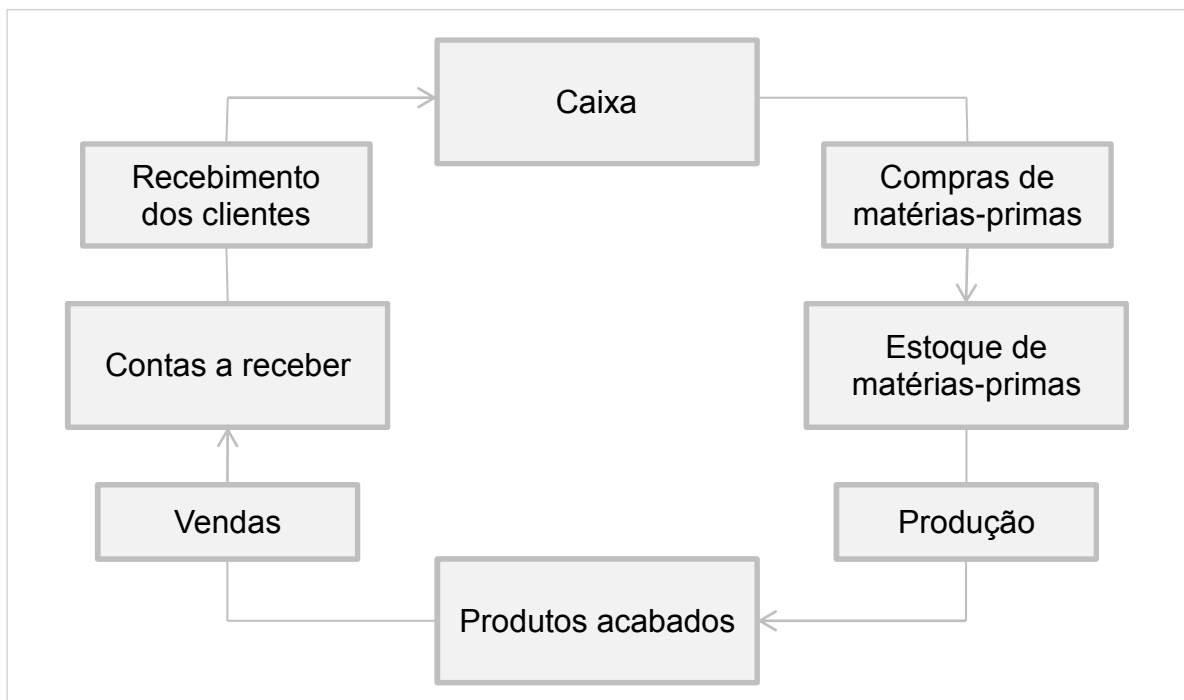 Caixa
Recebimento
dos clientes
Compras de
matérias-primas
Contas a receber
Estoque de
matérias-primas
Vendas
Produção
Produtos acabados